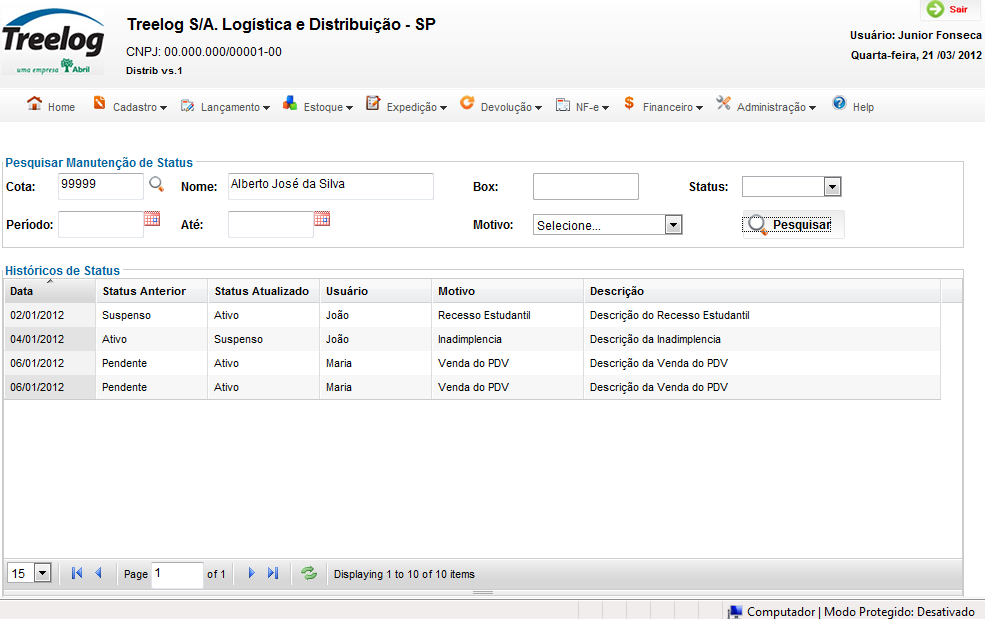 Treelog
uma empresa Abril
Treelog S/A. Logística e Distribuição - SP
CNPJ: 00.000.000/00001-00
Distrib vs.1
Sair
Usuário: Junior Fonseca
Quarta-feira, 21 /03/ 2012
Home Cadastro Lançamento Estoque Expedição Devolução NF-e Financeiro Administração Help
Pesquisar Manutenção de Status
Cota: 99999 Nome: Alberto José da Silva Box: Status:
Período: Até: Motivo: Selecione... Pesquisar
Históricos de Status
Data Status Anterior Status Atualizado Usuário Motivo Descrição
02/01/2012 Suspenso Ativo João Recesso Estudantil Descrição do Recesso Estudantil
04/01/2012 Ativo Suspenso João Inadimplencia Descrição da Inadimplencia
06/01/2012 Pendente Ativo Maria Venda do PDV Descrição da Venda do PDV
06/01/2012 Pendente Ativo Maria Venda do PDV Descrição da Venda do PDV
15 Page 1 of 1 Displaying 1 to 10 of 10 items
Computador | Modo Protegido: Desativado